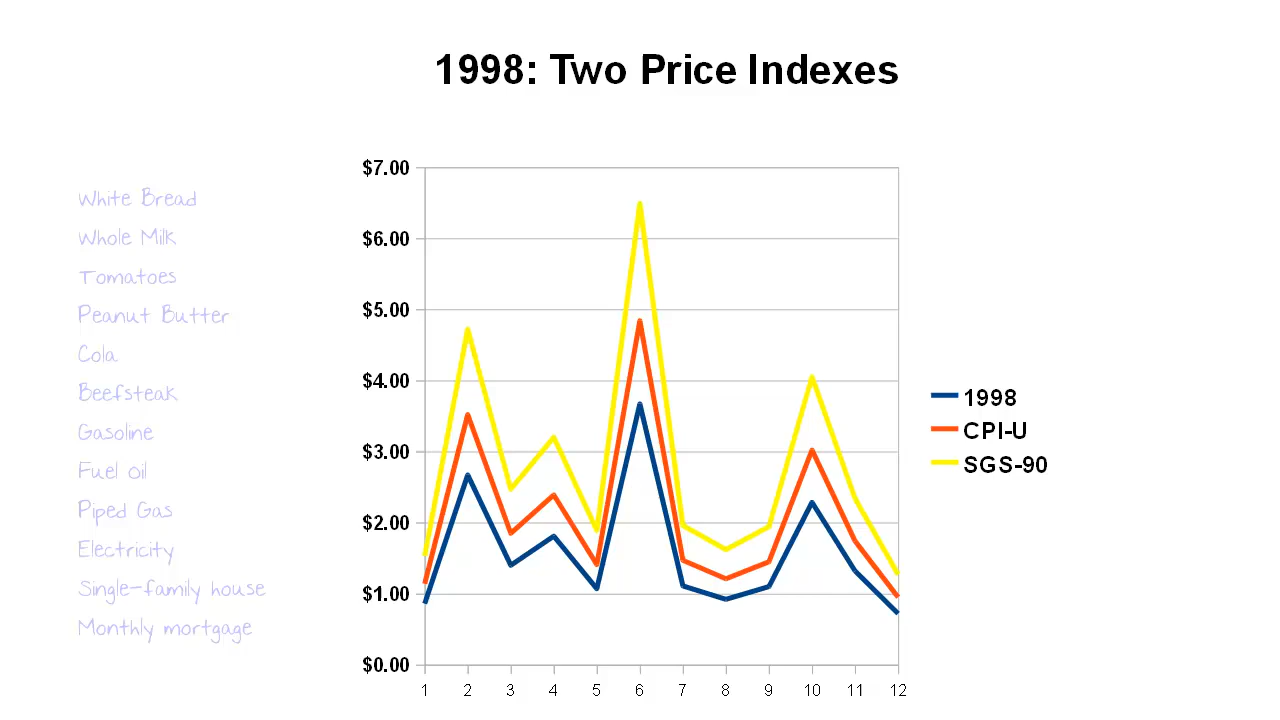 1998: Two Price Indexes
White Bread
Whole Milk
Tomatoes
Peanut Butter
Cola
Beefsteak
Gasoline
Fuel Oil
Piped Gas
Electricity
Single-family house
Monthly mortgage
$7.00
$6.00
$5.00
$4.00
$3.00
$2.00
$1.00
$0.00
1 2 3 4 5 6 7 8 9 10 11 12
1998
CPI-U
SGS-90